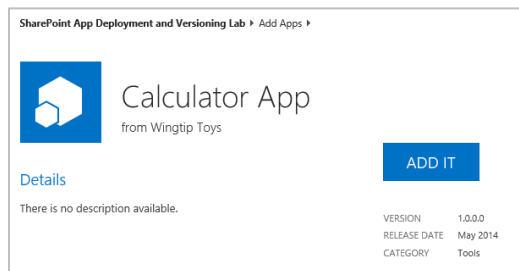 SharePoint App Deployment and Versioning Lab ▸ Add Apps ▸
Calculator App
from Wingtip Toys
ADD IT
Details
There is no description available.
VERSION 1.0.0.0
RELEASE DATE May 2014
CATEGORY Tools